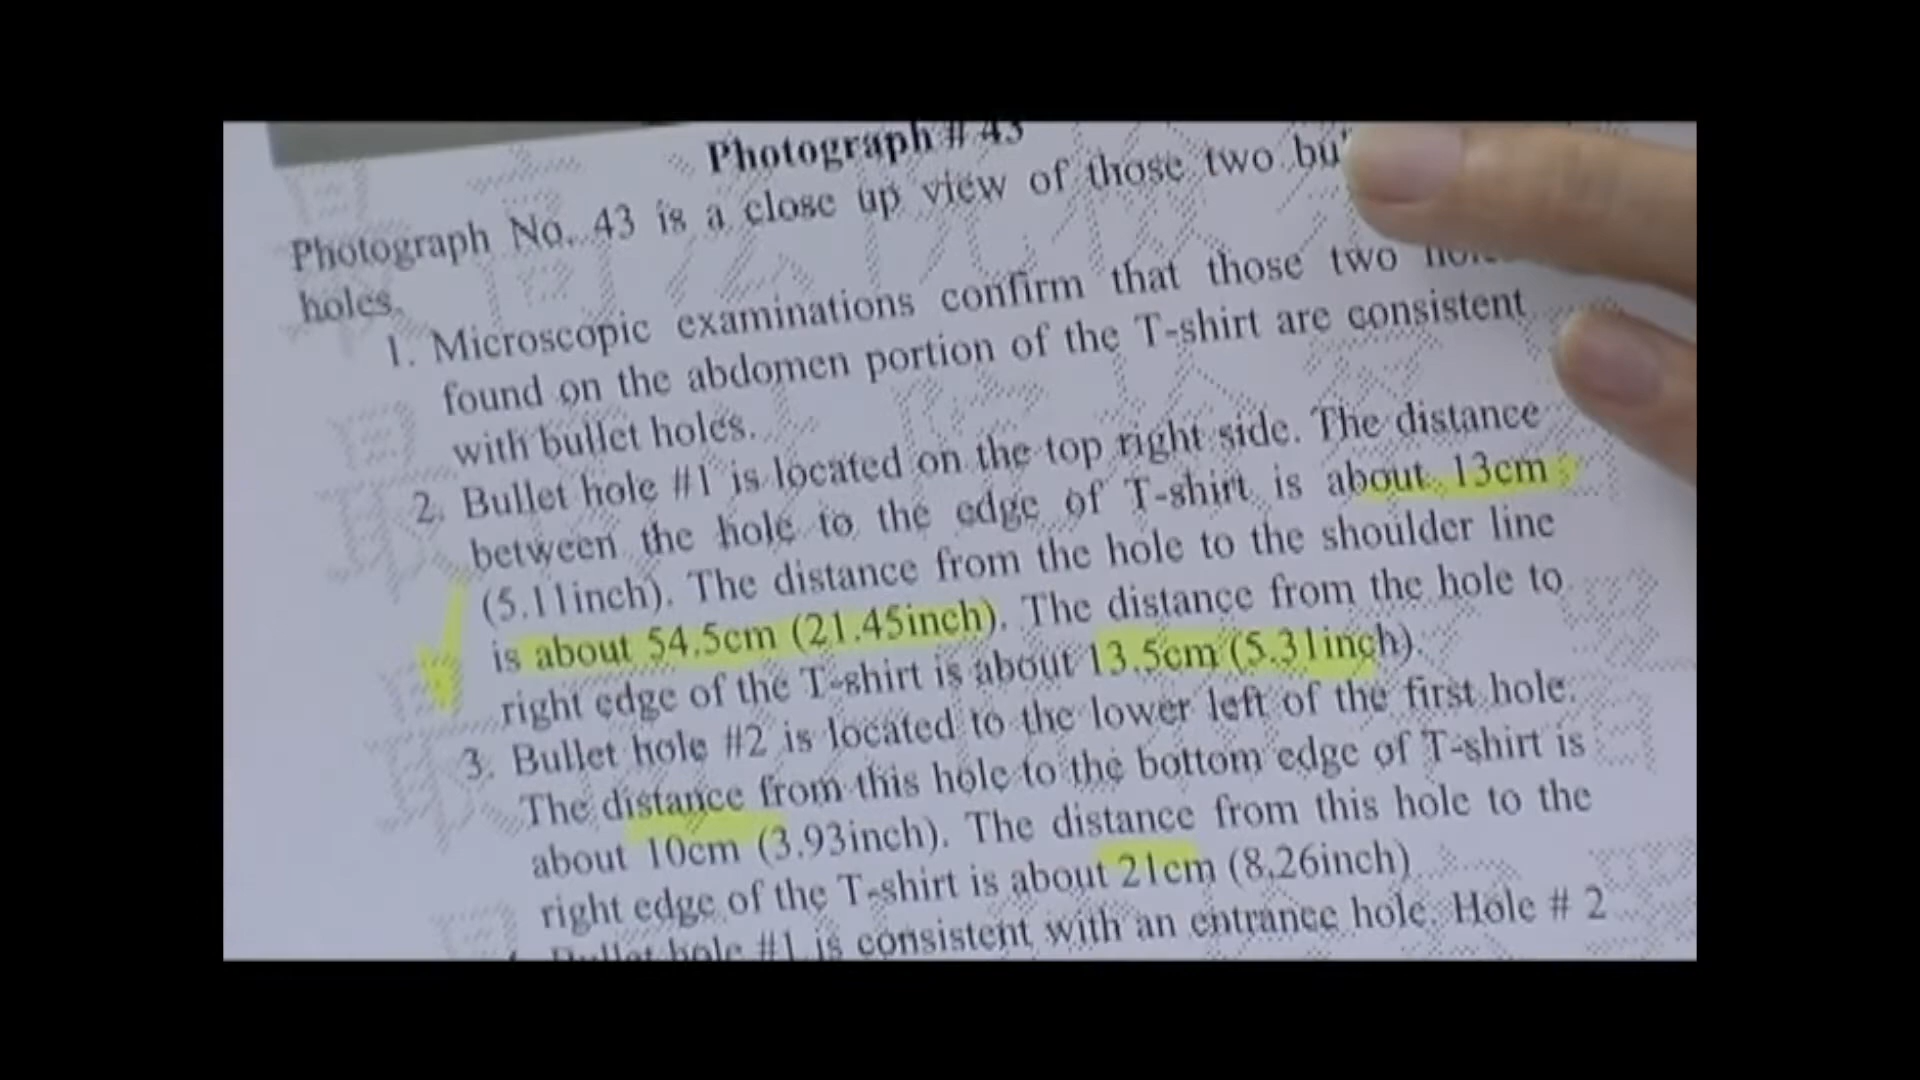 Photograph # 43
Photograph No. 43 is a close up view of those two
holes.
1. Microscopic examinations confirm that those two
found on the abdomen portion of the T-shirt are consistent
with bullet holes.
2. Bullet hole #1 is located on the top right side. The distance
between the hole to the edge of T-shirt is about 13cm
(5.11inch). The distance from the hole to the shoulder line
is about 54.5cm (21.45inch). The distance from the hole to
right edge of the T-shirt is about 13.5cm (5.31inch).
3. Bullet hole #2 is located to the lower left of the first hole.
The distance from this hole to the bottom edge of T-shirt is
about 10cm (3.93inch). The distance from this hole to the
right edge of the T-shirt is about 21cm (8.26inch)
Bullet hole #1 is consistent with an entrance hole. Hole # 2